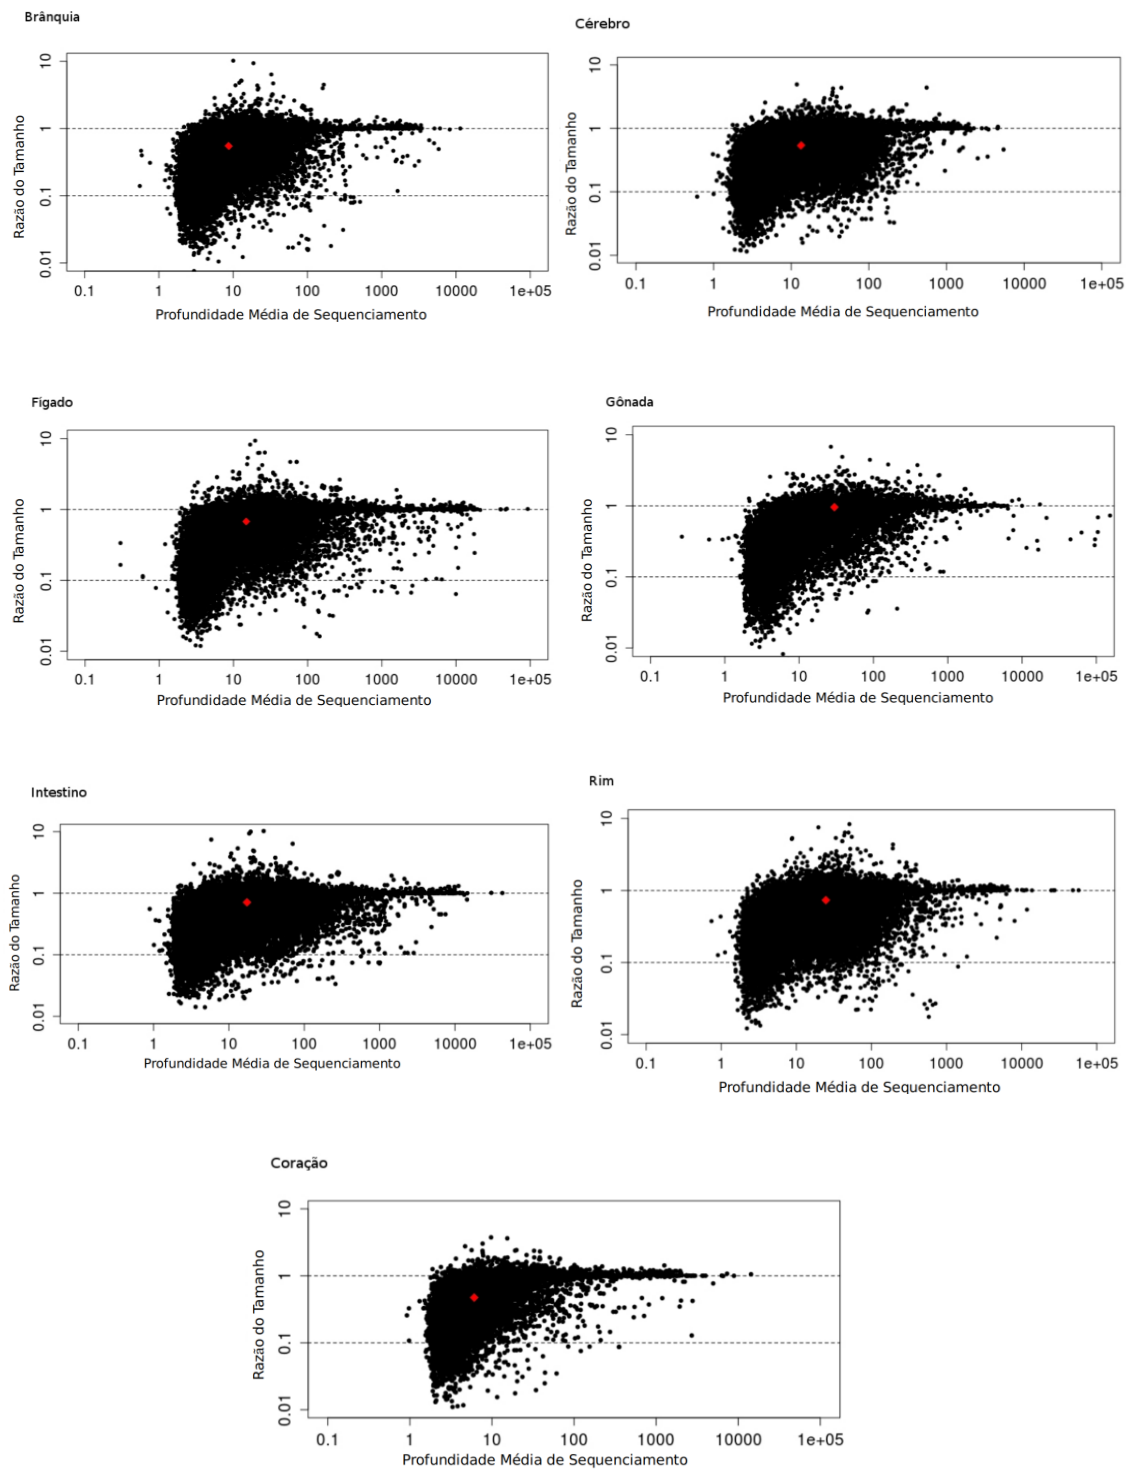 Brânquia
10
1
0.1
0.01
Razão do Tamanho
0.1 1 10 100 1000 10000 1e+05
Profundidade Média de Sequenciamento
Cérebro
10
1
0.1
0.01
Razão do Tamanho
0.1 1 10 100 1000 10000 1e+05
Profundidade Média de Sequenciamento
Figado
10
1
0.1
0.01
Razão do Tamanho
0.1 1 10 100 1000 10000 1e+05
Profundidade Média de Sequenciamento
Gônada
10
1
0.1
0.01
Razão do Tamanho
0.1 1 10 100 1000 10000 1e+05
Profundidade Média de Sequenciamento
Intestino
10
1
0.1
0.01
Razão do Tamanho
0.1 1 10 100 1000 10000 1e+05
Profundidade Média de Sequenciamento
Rim
10
1
0.1
0.01
Razão do Tamanho
0.1 1 10 100 1000 10000 1e+05
Profundidade Média de Sequenciamento
Coração
10
1
0.1
0.01
Razão do Tamanho
0.1 1 10 100 1000 10000 1e+05
Profundidade Média de Sequenciamento